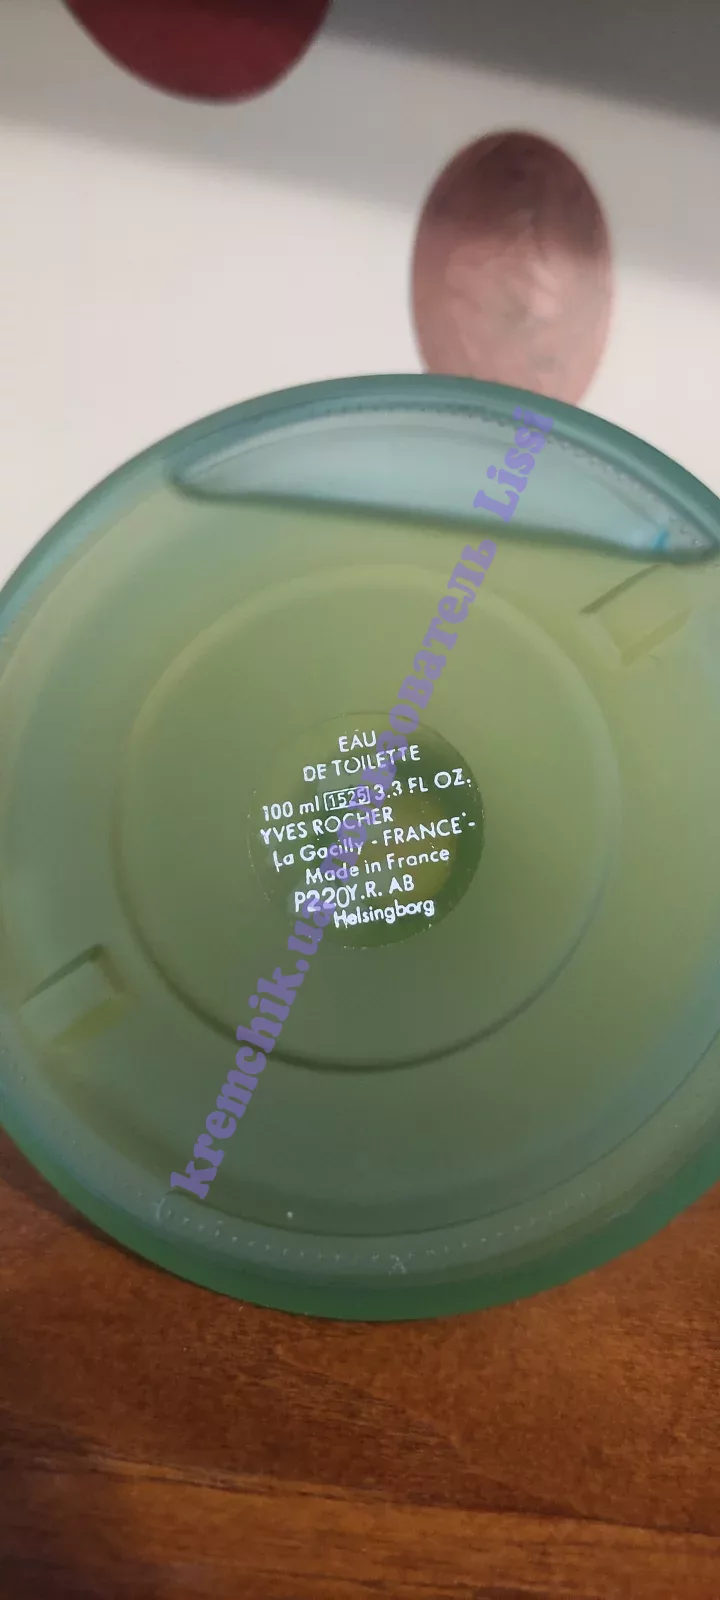 EAU
DE TOILETTE
100 ml 1525 3.3 FL OZ.
YVES ROCHER
La Gacilly - FRANCE -
Made in France
P220Y.R. AB
Helsingborg
kremchik.ua пользователь Lissi